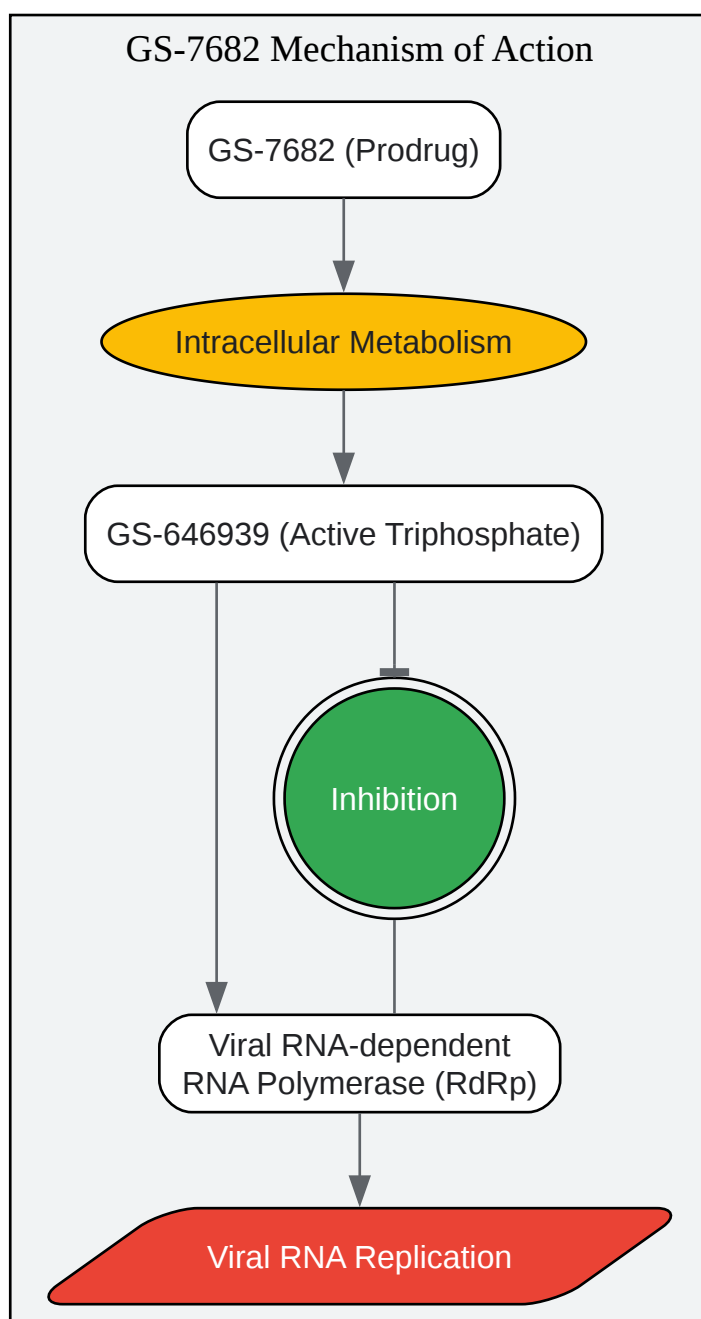 GS-7682 Mechanism of Action
GS-7682 (Prodrug)
Intracellular Metabolism
GS-646939 (Active Triphosphate)
Inhibition
Viral RNA-dependent
RNA Polymerase (RdRp)
Viral RNA Replication